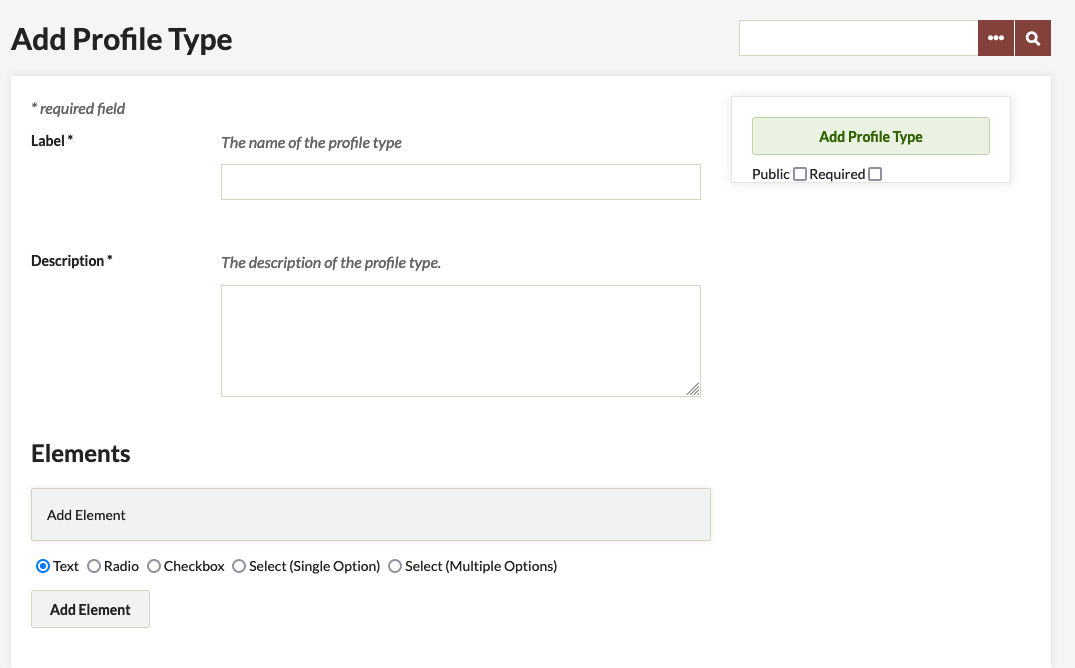 Add Profile Type
* required field
Label *
The name of the profile type
Add Profile Type
Public Required
Description *
The description of the profile type.
Elements
Add Element
Text Radio Checkbox Select (Single Option) Select (Multiple Options)
Add Element